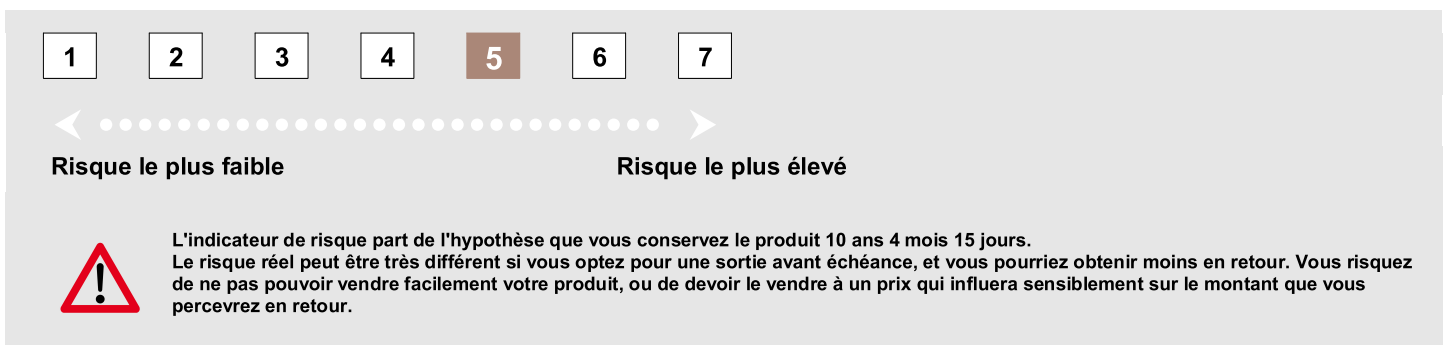 1 2 3 4 5 6 7
Risque le plus faible Risque le plus élevé
L'indicateur de risque part de l'hypothèse que vous conservez le produit 10 ans 4 mois 15 jours.
Le risque réel peut être très différent si vous optez pour une sortie avant échéance, et vous pourriez obtenir moins en retour. Vous risquez
de ne pas pouvoir vendre facilement votre produit, ou de devoir le vendre à un prix qui influera sensiblement sur le montant que vous
percevrez en retour.